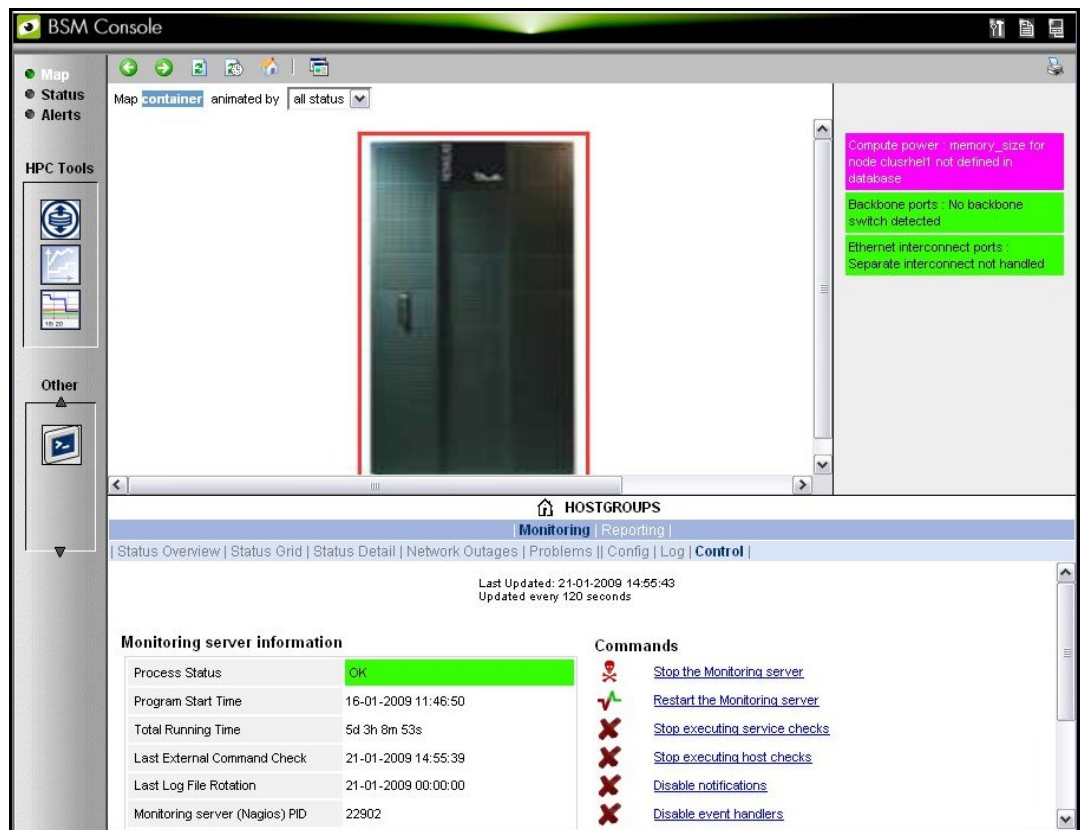 BSM Console
Map
Status
Alerts
HPC Tools
16:20
Other
Map container animated by all status
Compute power : memory_size for
node clusrhel1 not defined in
database
Backbone ports : No backbone
switch detected
Ethernet interconnect ports :
Separate interconnect not handled
HOSTGROUPS
| Monitoring | Reporting |
| Status Overview | Status Grid | Status Detail | Network Outages | Problems || Config | Log | Control |
Last Updated: 21-01-2009 14:55:43
Updated every 120 seconds
Monitoring server information
Process Status OK
Program Start Time 16-01-2009 11:46:50
Total Running Time 5d 3h 8m 53s
Last External Command Check 21-01-2009 14:55:39
Last Log File Rotation 21-01-2009 00:00:00
Monitoring server (Nagios) PID 22902
Commands
Stop the Monitoring server
Restart the Monitoring server
Stop executing service checks
Stop executing host checks
Disable notifications
Disable event handlers